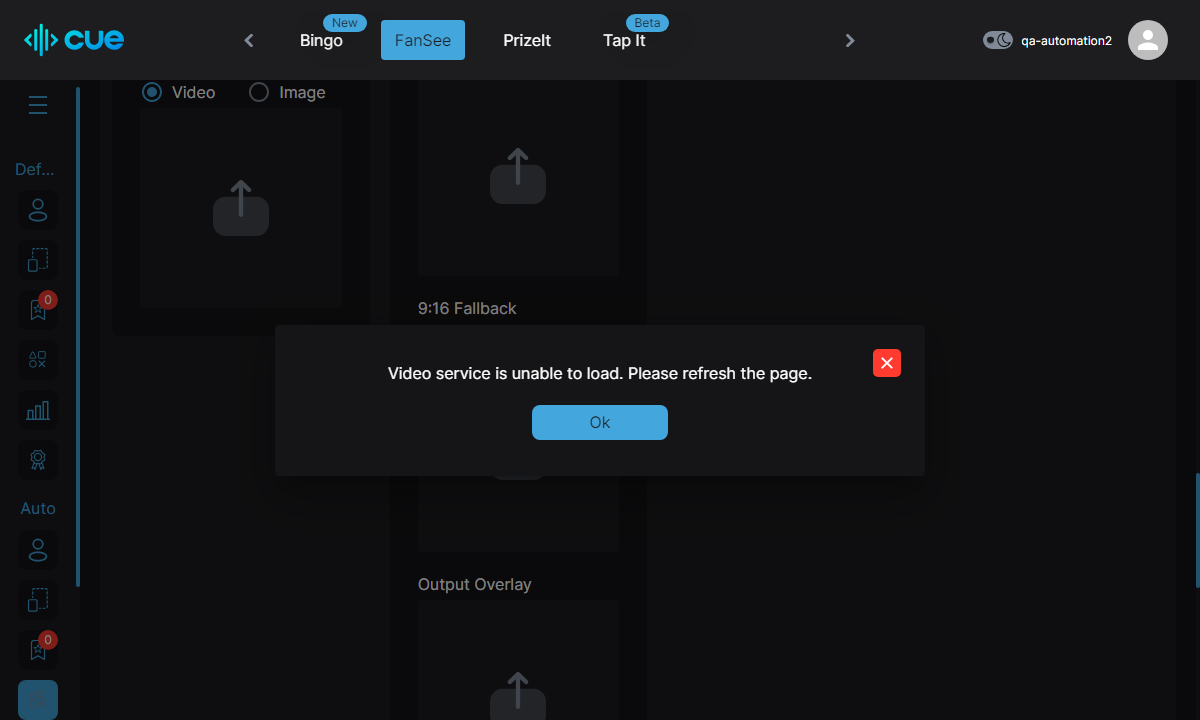 cue
New
Bingo
FanSee
PrizeIt
Beta
Tap It
qa-automation2
Video
Image
Def...
0
9:16 Fallback
Video service is unable to load. Please refresh the page.
Ok
Auto
Output Overlay
0